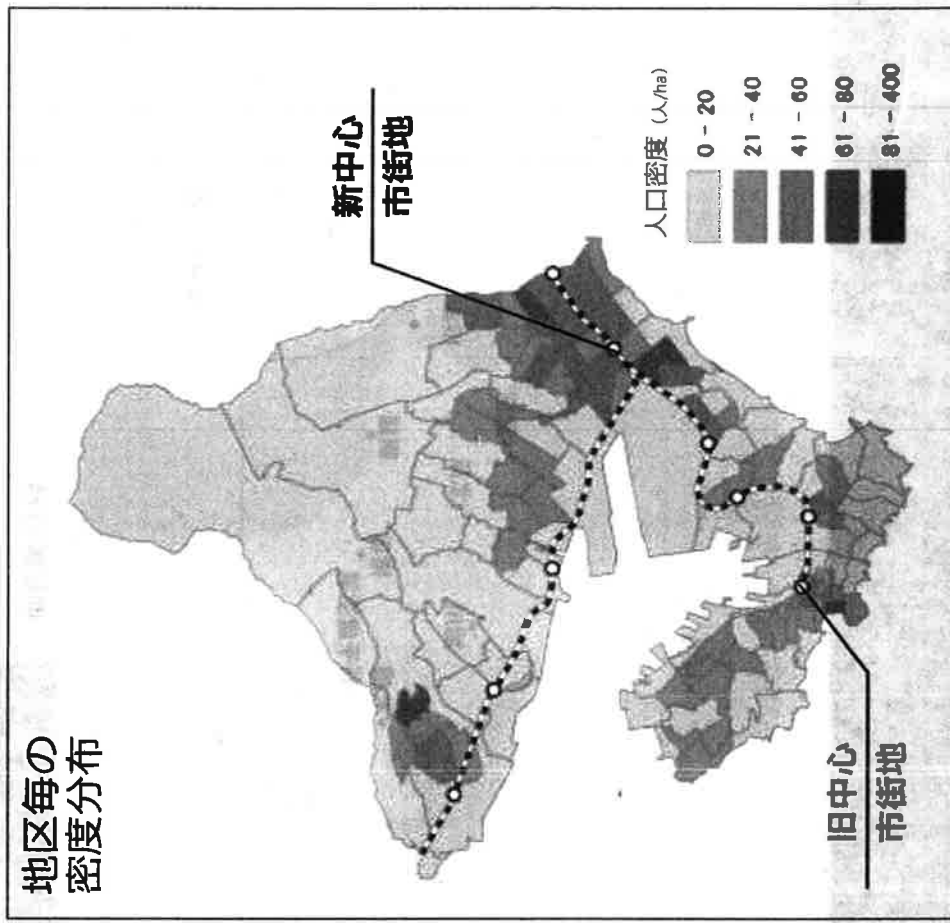 地区毎の
密度分布
新中心
市街地
旧中心
市街地
人口密度 (人/ha)
0 - 20
21 - 40
41 - 60
61 - 80
81 - 400